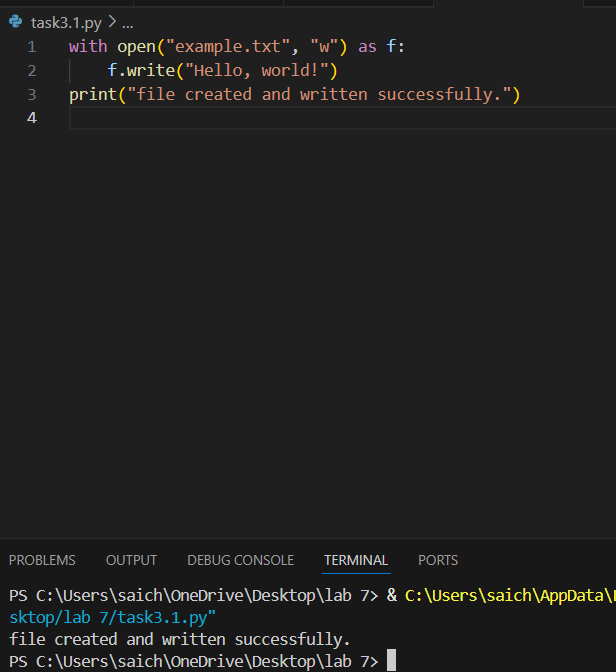 task3.1.py > ...
1 with open("example.txt", "w") as f:
2     f.write("Hello, world!")
3 print("file created and written successfully.")
4
PROBLEMS OUTPUT DEBUG CONSOLE TERMINAL PORTS
PS C:\Users\saich\OneDrive\Desktop\lab 7> & C:\Users\saich\AppData\
sktop/lab 7/task3.1.py"
file created and written successfully.
PS C:\Users\saich\OneDrive\Desktop\lab 7>